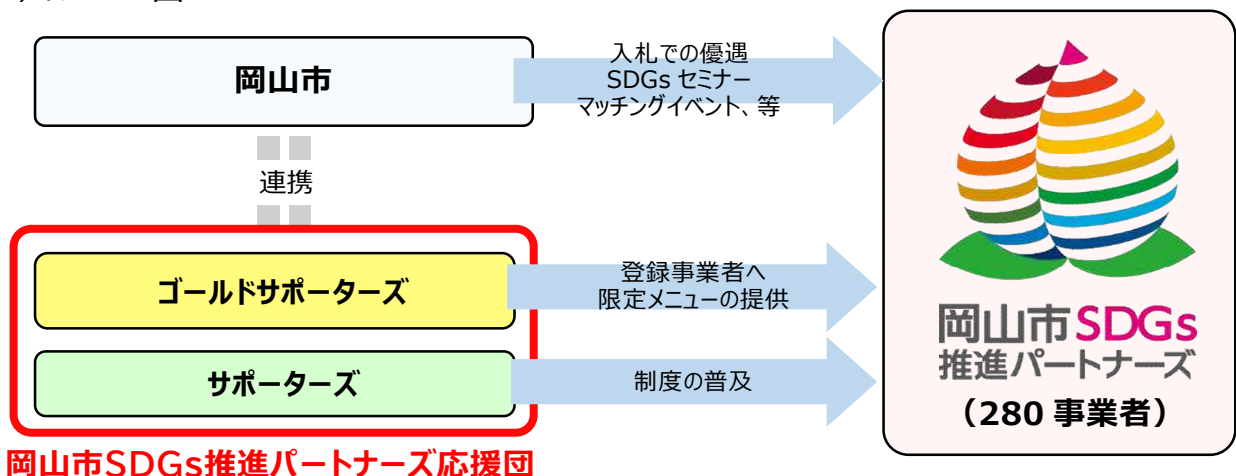 岡山市
入札での優遇
SDGs セミナー
マッチングイベント、等
連携
ゴールドサポーターズ
登録事業者へ
限定メニューの提供
サポーターズ
制度の普及
岡山市SDGs推進パートナーズ応援団
岡山市SDGs
推進パートナーズ
（280 事業者）